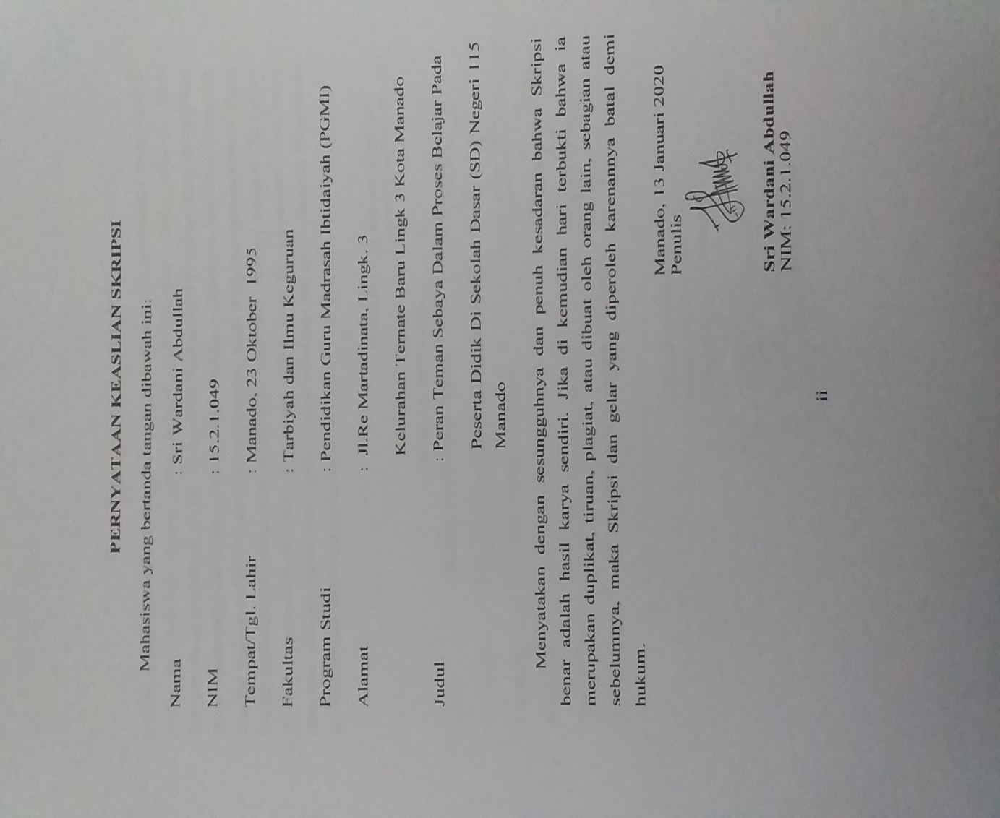 PERNYATAAN KEASLIAN SKRIPSI
Mahasiswa yang bertanda tangan dibawah ini:
Nama : Sri Wardani Abdullah
NIM : 15.2.1.049
Tempat/Tgl. Lahir : Manado, 23 Oktober 1995
Fakultas : Tarbiyah dan Ilmu Keguruan
Program Studi : Pendidikan Guru Madrasah Ibtidaiyah (PGMI)
Alamat : Jl.Re Martadinata, Lingk. 3
Kelurahan Ternate Baru Lingk 3 Kota Manado
Judul : Peran Teman Sebaya Dalam Proses Belajar Pada
Peserta Didik Di Sekolah Dasar (SD) Negeri 115
Manado
Menyatakan dengan sesungguhnya dan penuh kesadaran bahwa Skripsi
benar adalah hasil karya sendiri. Jika di kemudian hari terbukti bahwa ia
merupakan duplikat, tiruan, plagiat, atau dibuat oleh orang lain, sebagian atau
sebelumnya, maka Skripsi dan gelar yang diperoleh karenannya batal demi
hukum.
Manado, 13 Januari 2020
Penulis
Sri Wardani Abdullah
NIM: 15.2.1.049
ii